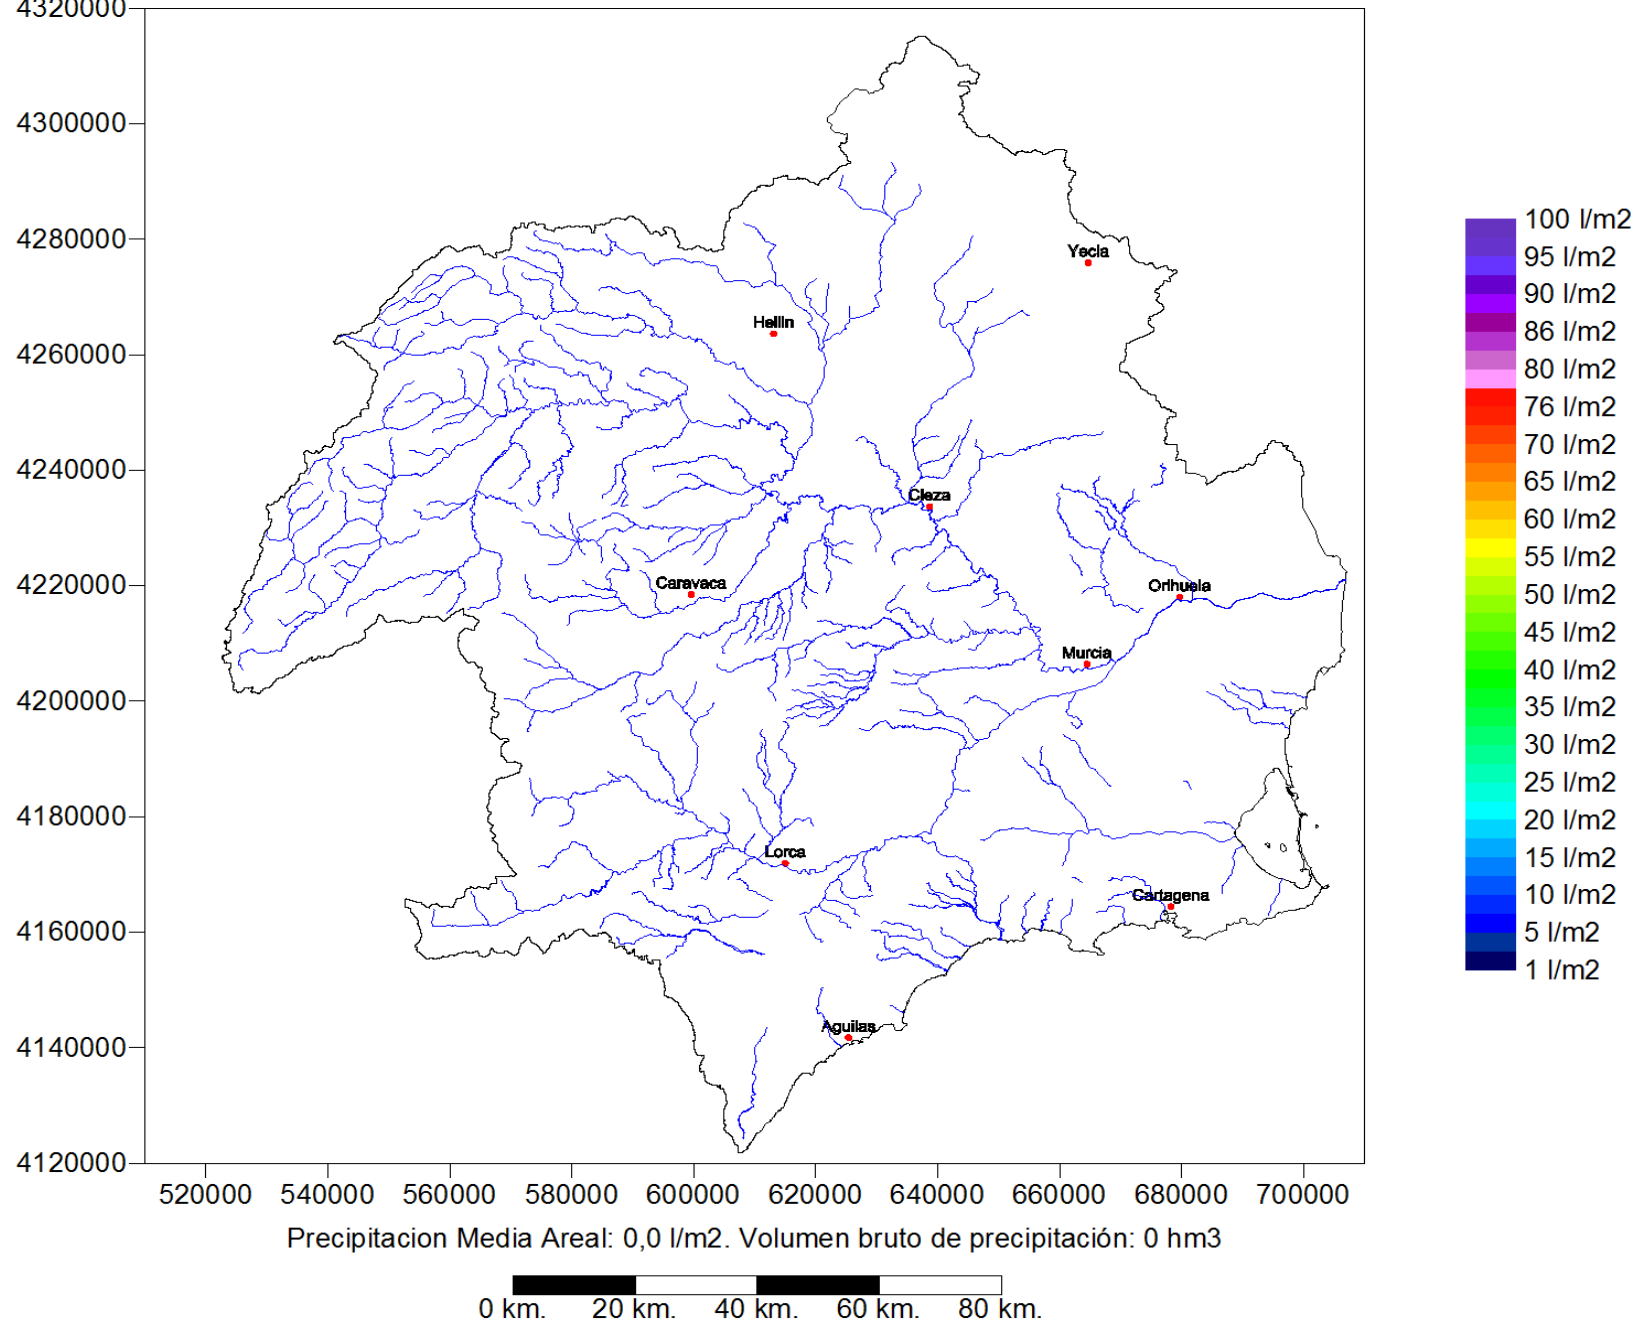 4320000
4300000
4280000
4260000
4240000
4220000
4200000
4180000
4160000
4140000
4120000
520000 540000 560000 580000 600000 620000 640000 660000 680000 700000
Yecla
Hellin
Cieza
Caravaca
Orihuela
Murcia
Lorca
Cartagena
Aguilas
100 l/m2
95 l/m2
90 l/m2
86 l/m2
80 l/m2
76 l/m2
70 l/m2
65 l/m2
60 l/m2
55 l/m2
50 l/m2
45 l/m2
40 l/m2
35 l/m2
30 l/m2
25 l/m2
20 l/m2
15 l/m2
10 l/m2
5 l/m2
1 l/m2
Precipitacion Media Areal: 0,0 l/m2. Volumen bruto de precipitación: 0 hm3
0 km. 20 km. 40 km. 60 km. 80 km.